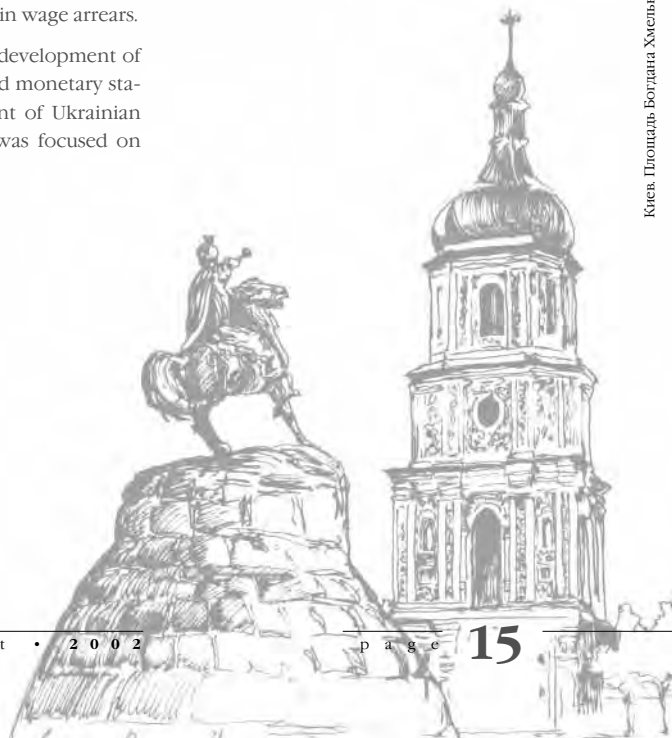 in wage arrears.
development of
d monetary sta-
nt of Ukrainian
was focused on
Киев. Площадь Богдана
t • 2002
page 15